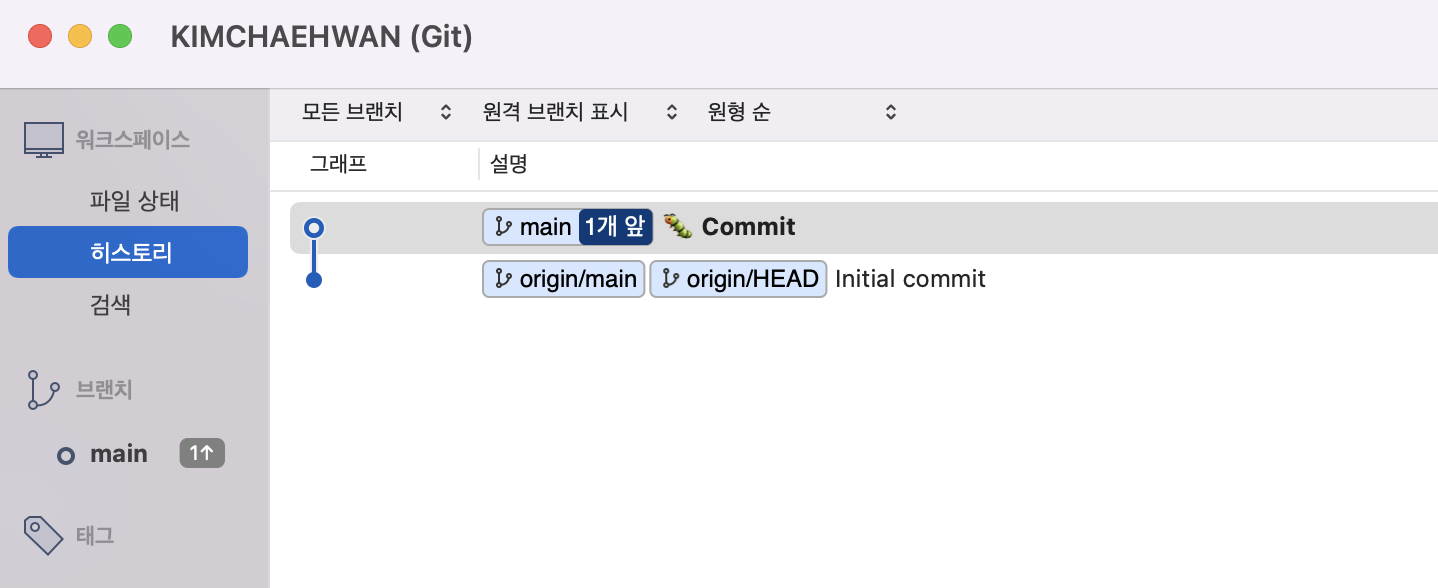 KIMCHAEHWAN (Git)
워크스페이스
파일 상태
히스토리
검색
브랜치
main 1↑
태그
모든 브랜치 원격 브랜치 표시 원형 순
그래프 설명
main 1개 앞 🐛 Commit
origin/main origin/HEAD Initial commit